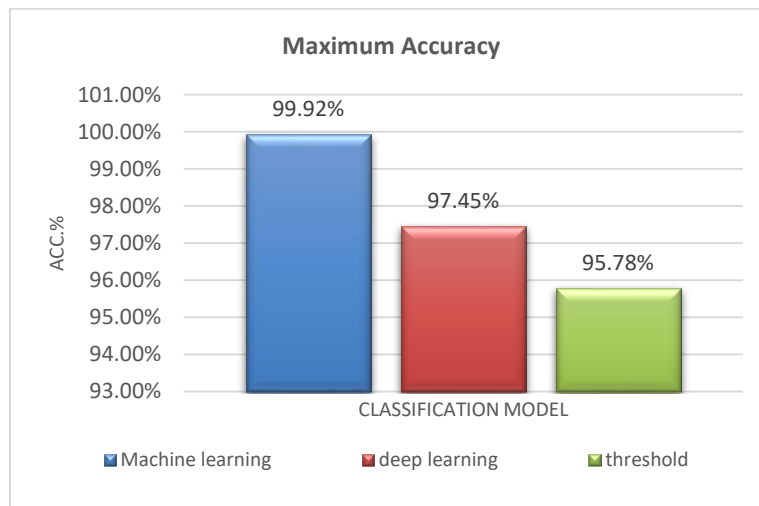 Maximum Accuracy
101.00%
100.00%
99.00%
98.00%
97.00%
96.00%
95.00%
94.00%
93.00%
ACC.%
99.92%
97.45%
95.78%
CLASSIFICATION MODEL
Machine learning
deep learning
threshold